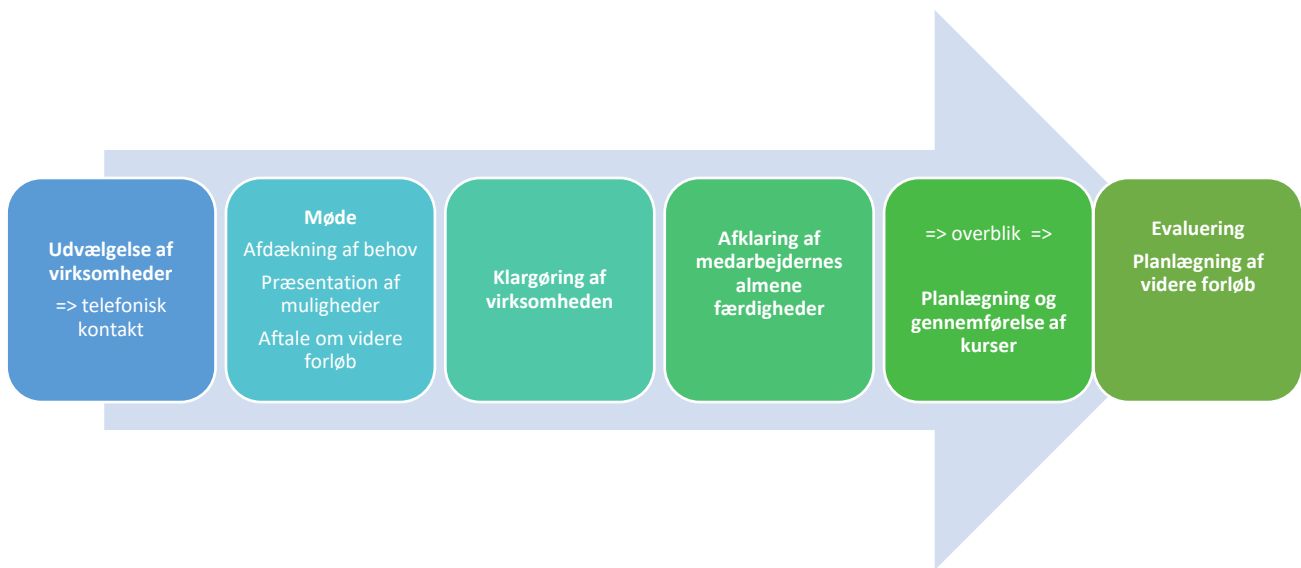 Udvælgelse af
virksomheder
=> telefonisk
kontakt
Møde
Afdækning af behov
Præsentation af
muligheder
Aftale om videre
forløb
Klargøring af
virksomheden
Afklaring af
medarbejdernes
almene
færdigheder
=> overblik =>
Planlægning og
gennemførelse af
kurser
Evaluering
Planlægning af
videre forløb